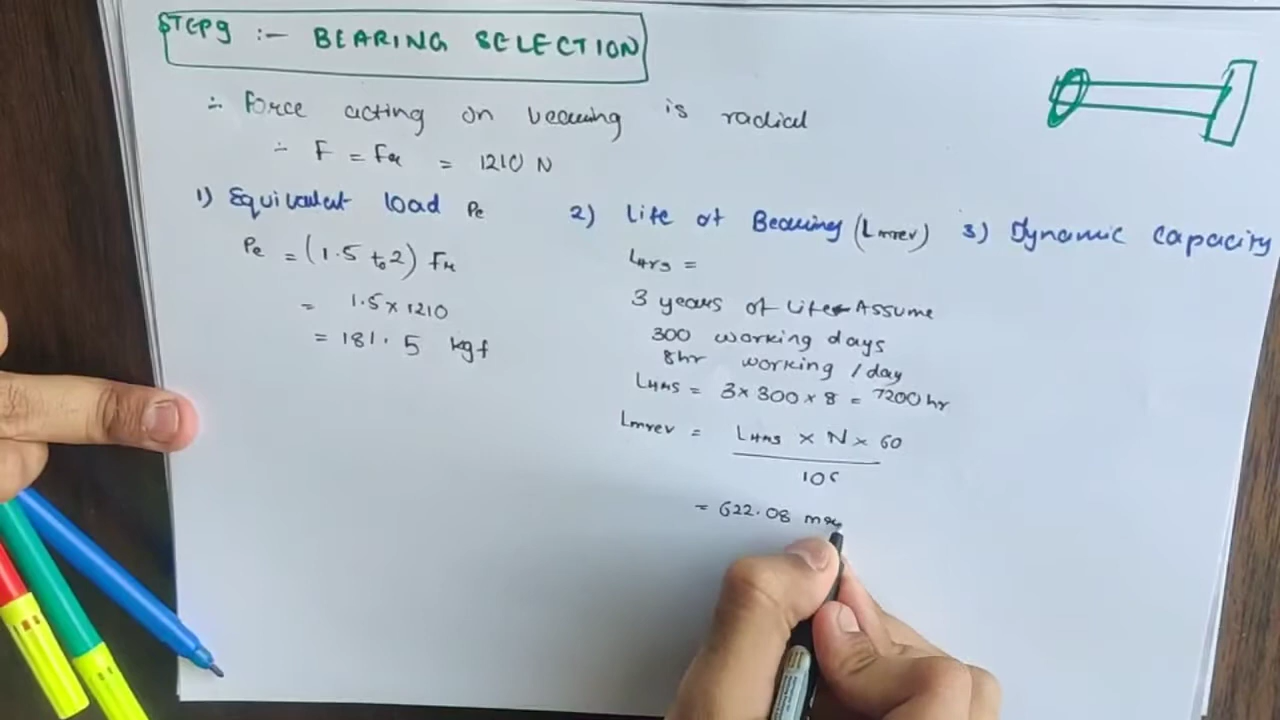 STEP 9 :- BEARING SELECTION
∴ Force acting on bearing is radial
∴ F = Fr = 1210 N
1) Equivalent load Pe
Pe = (1.5 to 2) Fr
= 1.5 × 1210
= 181.5 kgf
2) Life of Bearing (Lmrev)
LHrs =
3 years of Life Assume
300 working days
8hr working / day
LHRS = 3 × 300 × 8 = 7200 hr
Lmrev = LHRS × N × 60
10⁶
= 622.08
3) Dynamic capacity